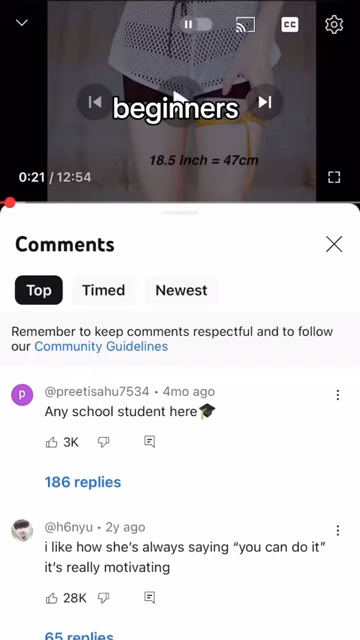 CC
beginners
18.5 Inch = 47cm
0:21 / 12:54
Comments
Top Timed Newest
Remember to keep comments respectful and to follow
our Community Guidelines
P
@preetisahu7534 • 4mo ago
Any school student here🎓
3K
186 replies
@h6nyu • 2y ago
i like how she's always saying “you can do it”
it's really motivating
28K
65 replies